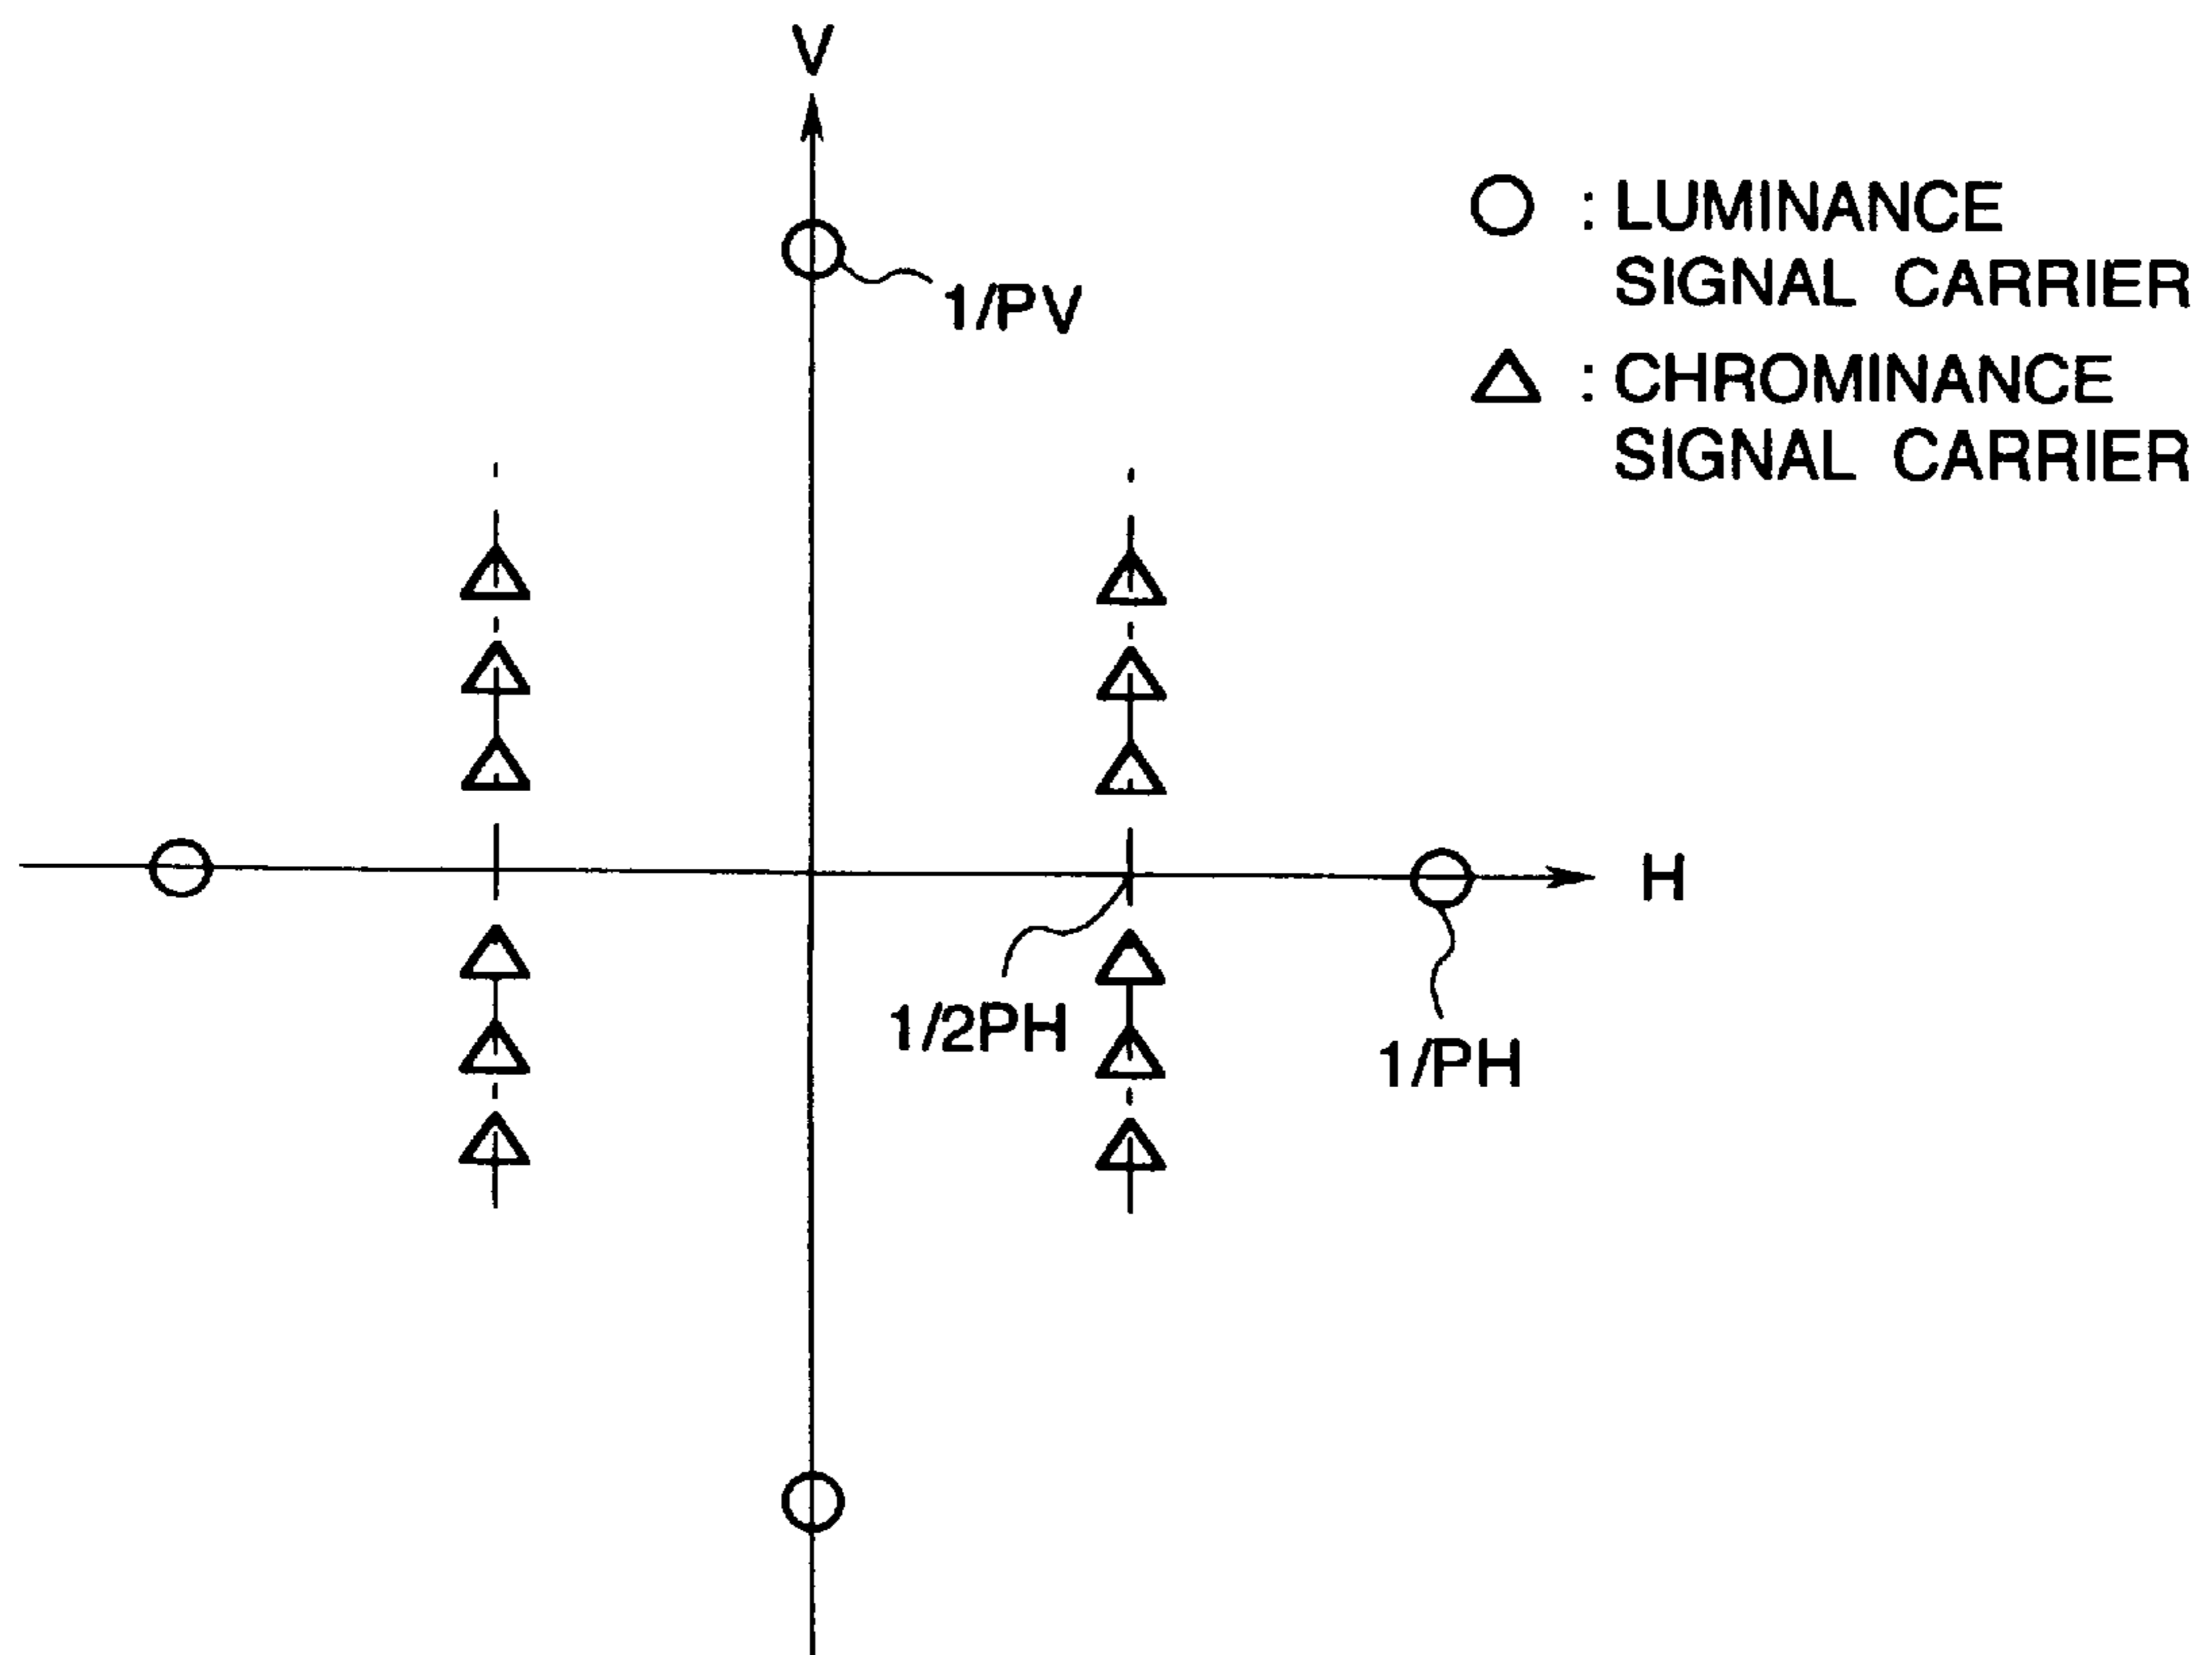 V
1/PV
: LUMINANCE
SIGNAL CARRIER
: CHROMINANCE
SIGNAL CARRIER
H
1/2PH
1/PH